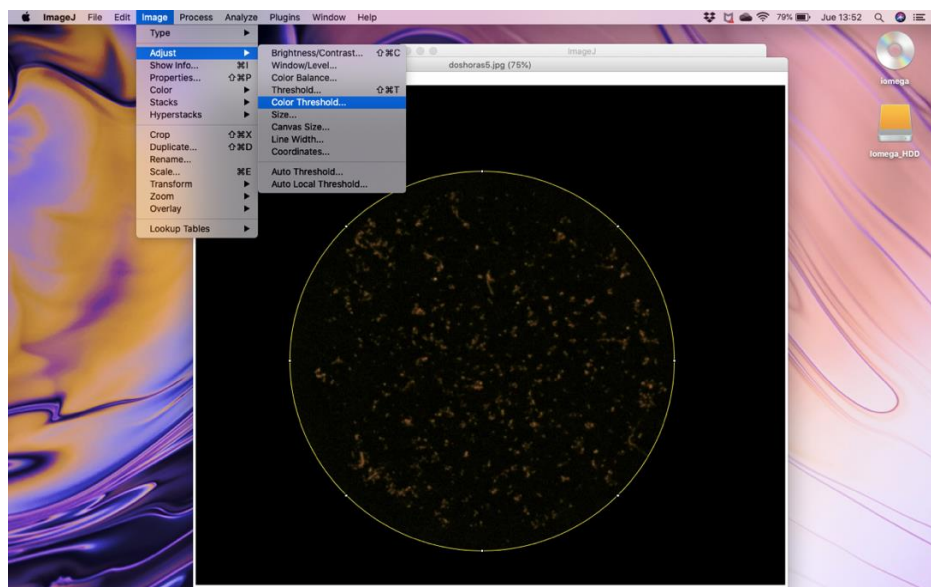 ImageJ File Edit Image Process Analyze Plugins Window Help 79% Jue 13:52
Type
Adjust
Show Info... ⌘I
Properties... ⇧⌘P
Color
Stacks
Hyperstacks
Crop ⇧⌘X
Duplicate... ⇧⌘D
Rename...
Scale... ⌘E
Transform
Zoom
Overlay
Lookup Tables
Brightness/Contrast... ⇧⌘C
Window/Level...
Color Balance...
Threshold... ⇧⌘T
Color Threshold...
Size...
Canvas Size...
Line Width...
Coordinates...
Auto Threshold...
Auto Local Threshold...
ImageJ
doshoras5.jpg (75%)
iomega
Iomega_HDD